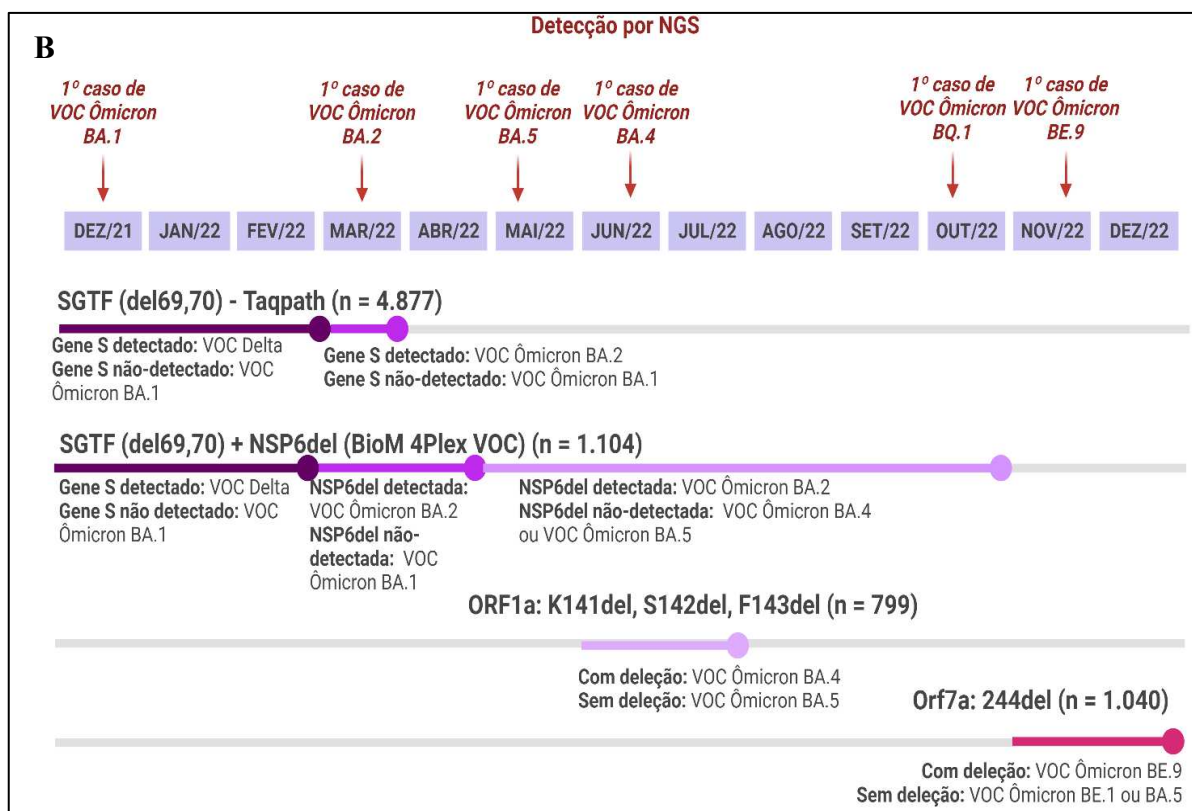 Detecção por NGS
B
1º caso de
VOC Ômicron
BA.1
1º caso de
VOC Ômicron
BA.2
1º caso de
VOC Ômicron
BA.5
1º caso de
VOC Ômicron
BA.4
1º caso de
VOC Ômicron
BQ.1
1º caso de
VOC Ômicron
BE.9
DEZ/21 JAN/22 FEV/22 MAR/22 ABR/22 MAI/22 JUN/22 JUL/22 AGO/22 SET/22 OUT/22 NOV/22 DEZ/22
SGTF (del69,70) - Taqpath (n = 4.877)
Gene S detectado: VOC Delta
Gene S não-detectado: VOC
Ômicron BA.1
Gene S detectado: VOC Ômicron BA.2
Gene S não-detectado: VOC Ômicron BA.1
SGTF (del69,70) + NSP6del (BioM 4Plex VOC) (n = 1.104)
Gene S detectado: VOC Delta
Gene S não detectado: VOC
Ômicron BA.1
NSP6del detectada:
VOC Ômicron BA.2
NSP6del não-
detectada: VOC
Ômicron BA.1
NSP6del detectada: VOC Ômicron BA.2
NSP6del não-detectada: VOC Ômicron BA.4
ou VOC Ômicron BA.5
ORF1a: K141del, S142del, F143del (n = 799)
Com deleção: VOC Ômicron BA.4
Sem deleção: VOC Ômicron BA.5
Orf7a: 244del (n = 1.040)
Com deleção: VOC Ômicron BE.9
Sem deleção: VOC Ômicron BE.1 ou BA.5